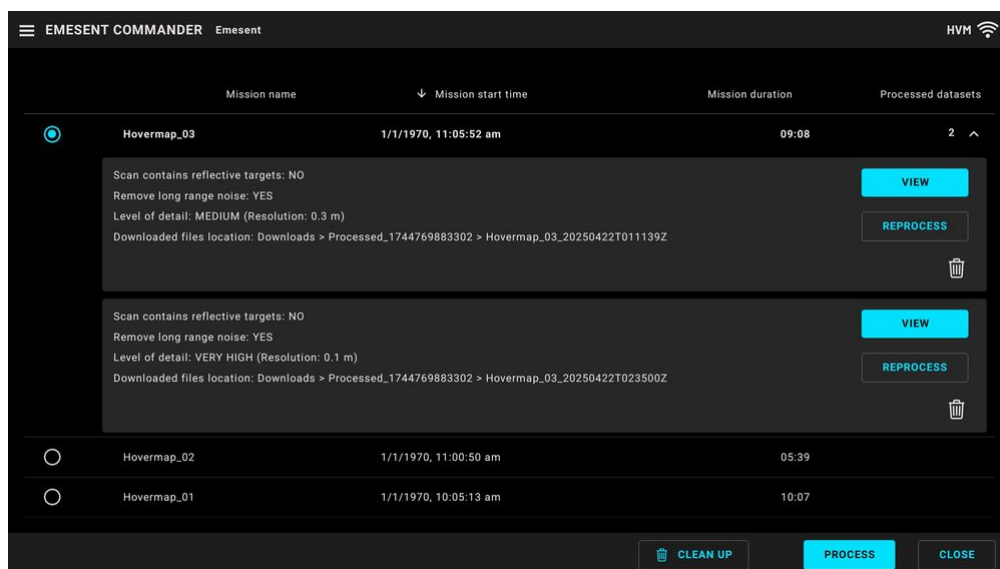 EMESENT COMMANDER Emesent HVM
Mission name Mission start time Mission duration Processed datasets
Hovermap_03 1/1/1970, 11:05:52 am 09:08 2
Scan contains reflective targets: NO
Remove long range noise: YES
Level of detail: MEDIUM (Resolution: 0.3 m)
Downloaded files location: Downloads > Processed_1744769883302 > Hovermap_03_20250422T011139Z
VIEW
REPROCESS
Scan contains reflective targets: NO
Remove long range noise: YES
Level of detail: VERY HIGH (Resolution: 0.1 m)
Downloaded files location: Downloads > Processed_1744769883302 > Hovermap_03_20250422T023500Z
VIEW
REPROCESS
Hovermap_02 1/1/1970, 11:00:50 am 05:39
Hovermap_01 1/1/1970, 10:05:13 am 10:07
CLEAN UP PROCESS CLOSE